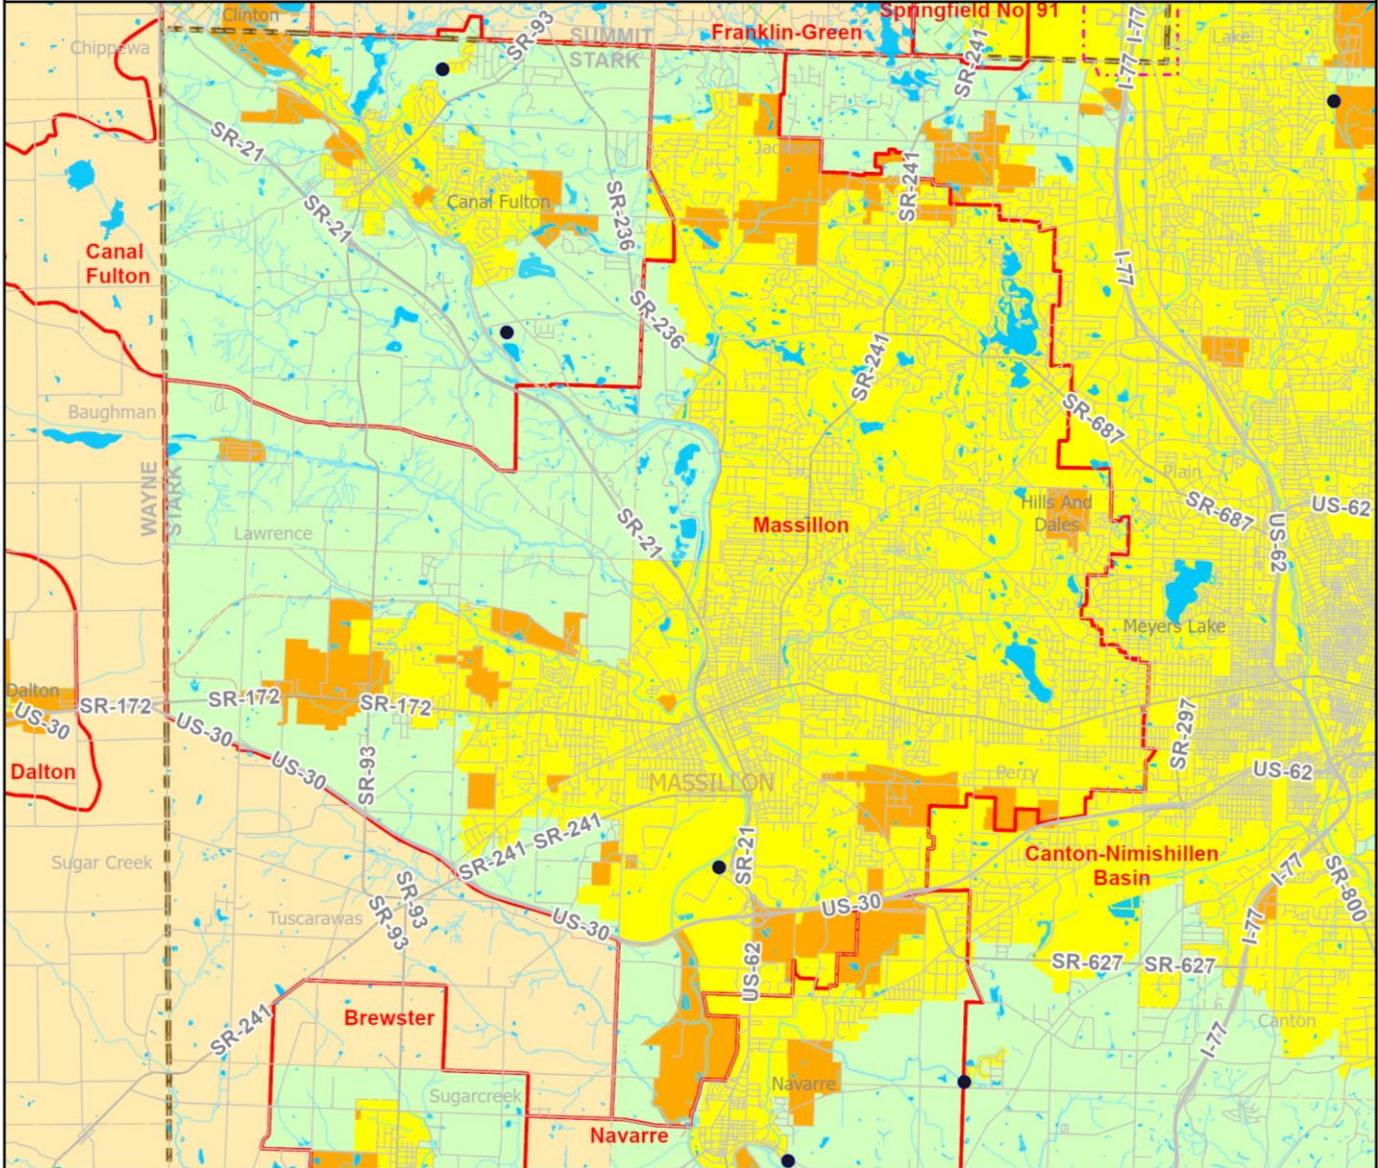 Clinton
Springfield No. 91
Chippewa
SR-93
SUMMIT
STARK
Franklin-Green
SR-241
I-77
I-77
Lake
SR-21
Jackson
SR-241
SR-21
Canal Fulton
SR-236
Canal
Fulton
I-77
SR-236
SR-241
Baughman
SR-687
WAYNE
STARK
Plain
Lawrence
SR-21
Massillon
Hills And
Dales
SR-687
US-62
US-62
Meyers Lake
Dalton
US-30
SR-172
SR-172
SR-172
US-30
SR-297
Dalton
US-30
SR-93
MASSILLON
Perry
US-62
Sugar Creek
SR-241
SR-241
SR-21
Canton-Nimishillen
Basin
I-77
SR-800
Tuscarawas
SR-93
SR-93
US-30
US-30
I-77
US-62
SR-627
SR-627
SR-241
Brewster
Canton
I-77
Sugarcreek
Navarre
Navarre